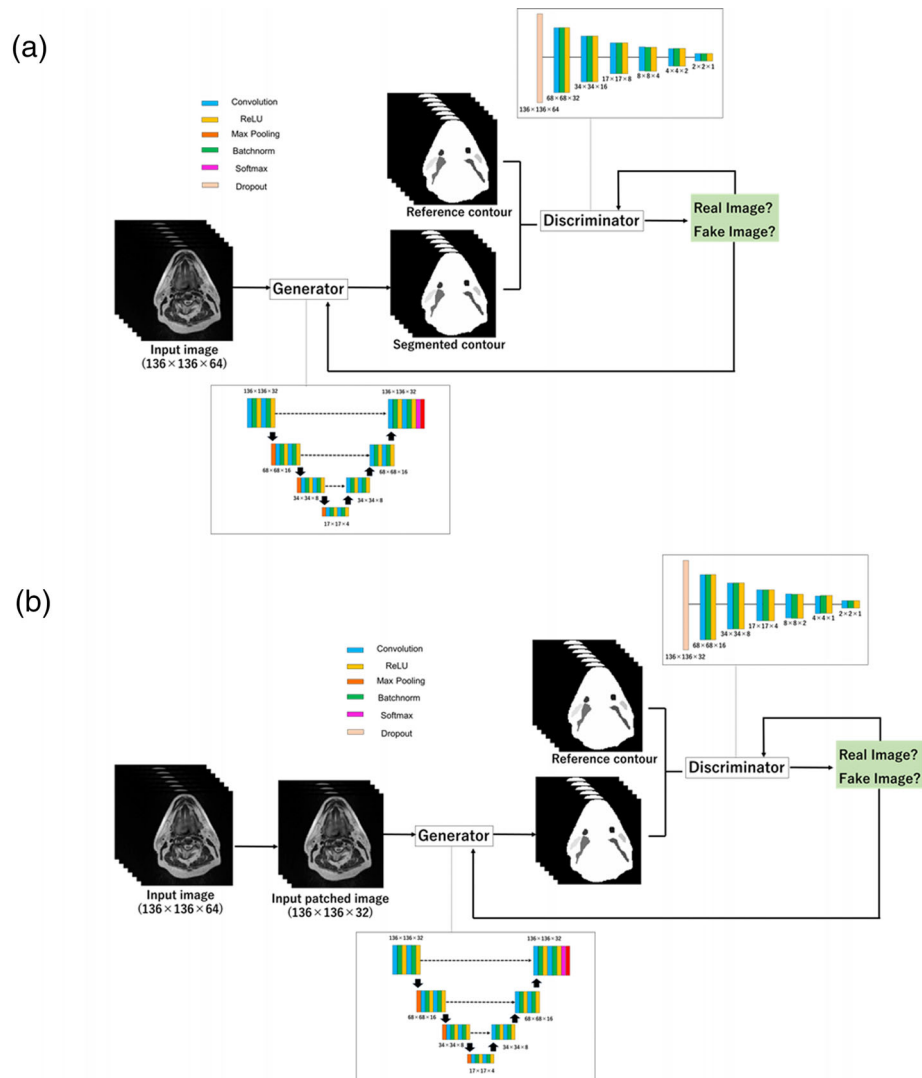 (a)
136×136×64
68×68×32
34×34×16
17×17×8
8×8×4
4×4×2
2×2×1
Convolution
ReLU
Max Pooling
Batchnorm
Softmax
Dropout
Reference contour
Discriminator
Real Image?
Fake Image?
Generator
Segmented contour
Input image
(136×136×64)
136×136×32
136×136×32
68×68×16
68×68×16
34×34×8
34×34×8
17×17×4
(b)
136×136×32
68×68×16
34×34×8
17×17×4
8×8×2
4×4×1
2×2×1
Convolution
ReLU
Max Pooling
Batchnorm
Softmax
Dropout
Reference contour
Discriminator
Real Image?
Fake Image?
Generator
Input image
(136×136×64)
Input patched image
(136×136×32)
136×136×32
136×136×32
68×68×16
68×68×16
34×34×8
34×34×8
17×17×4